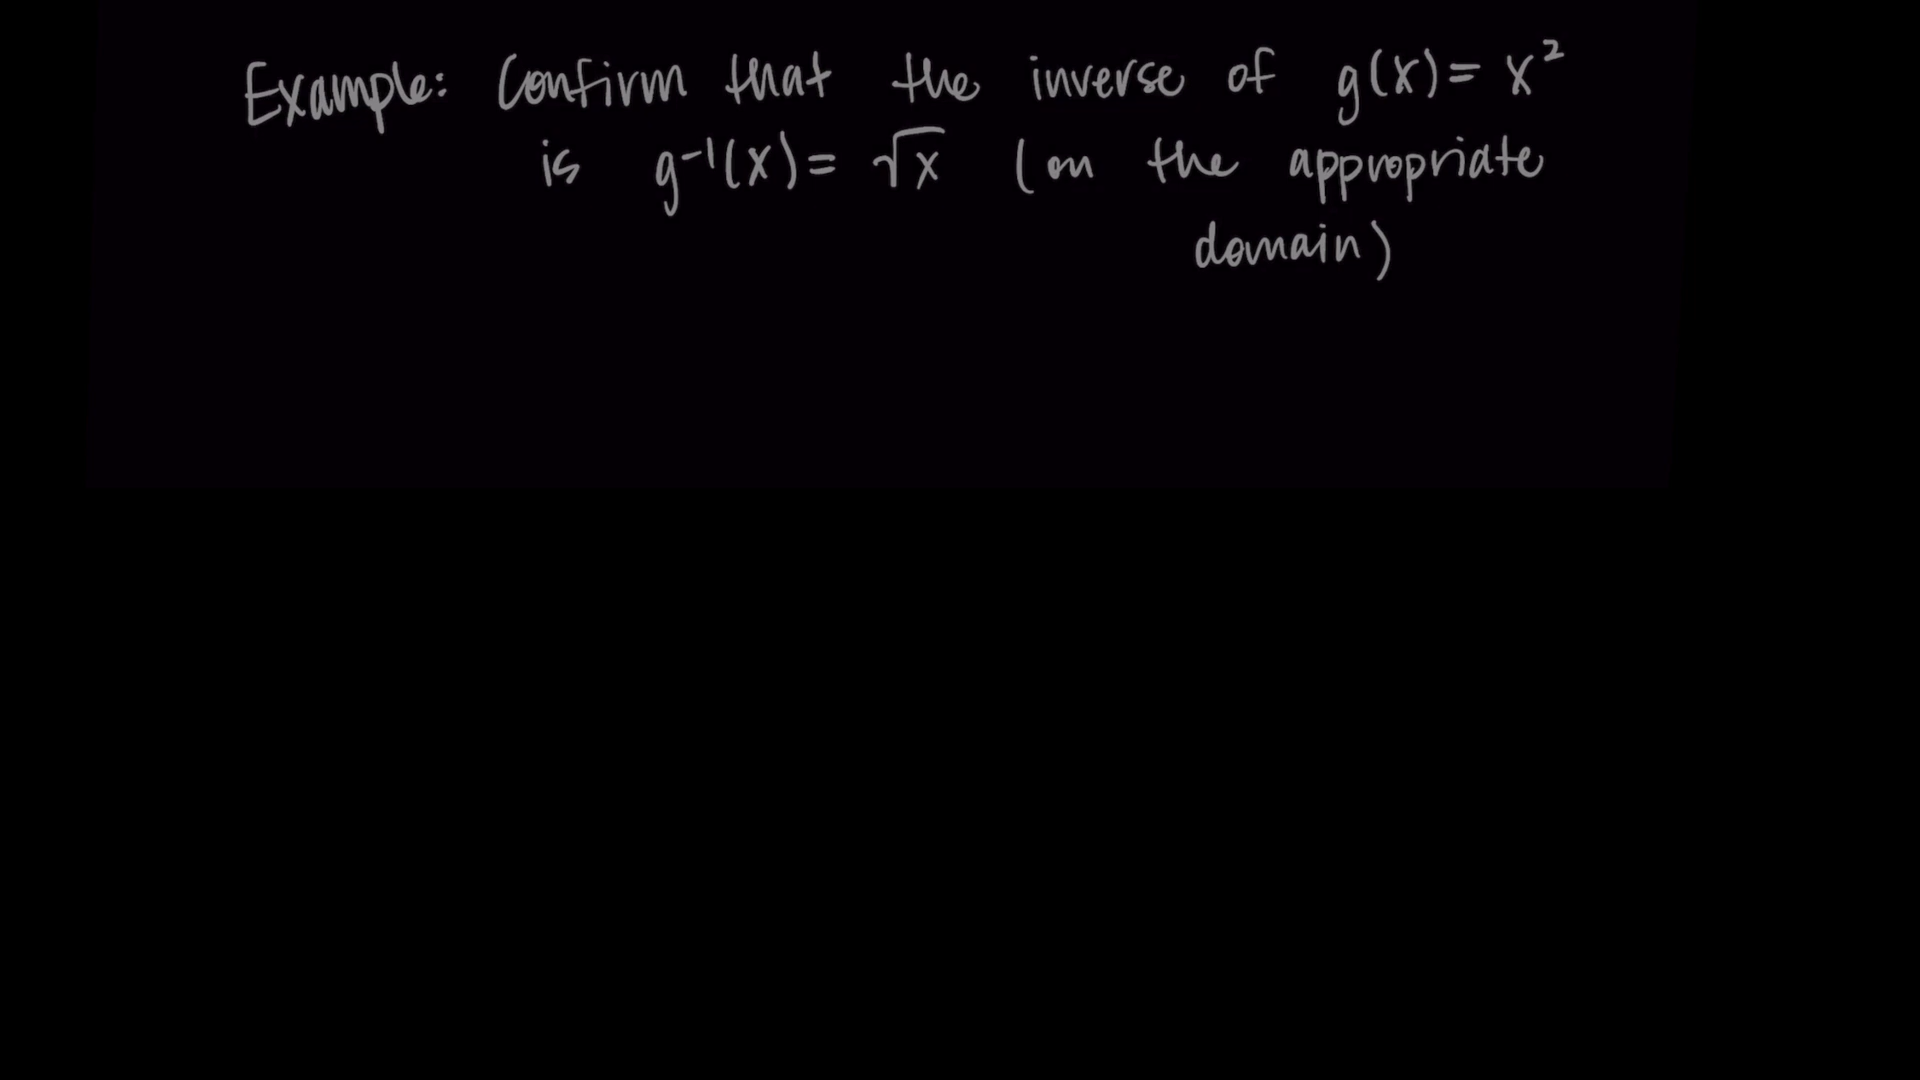 Example: Confirm that the inverse of g(x) = x²
is g⁻¹(x) = √x (on the appropriate
domain)